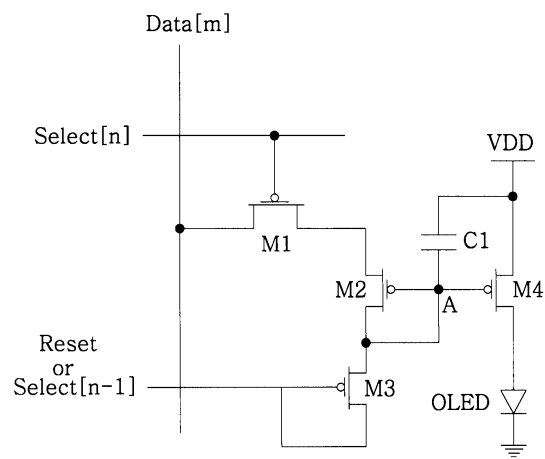 Data[m]
Select[n]
VDD
C1
M1
M2
A
M4
Reset
or
Select[n-1]
M3
OLED